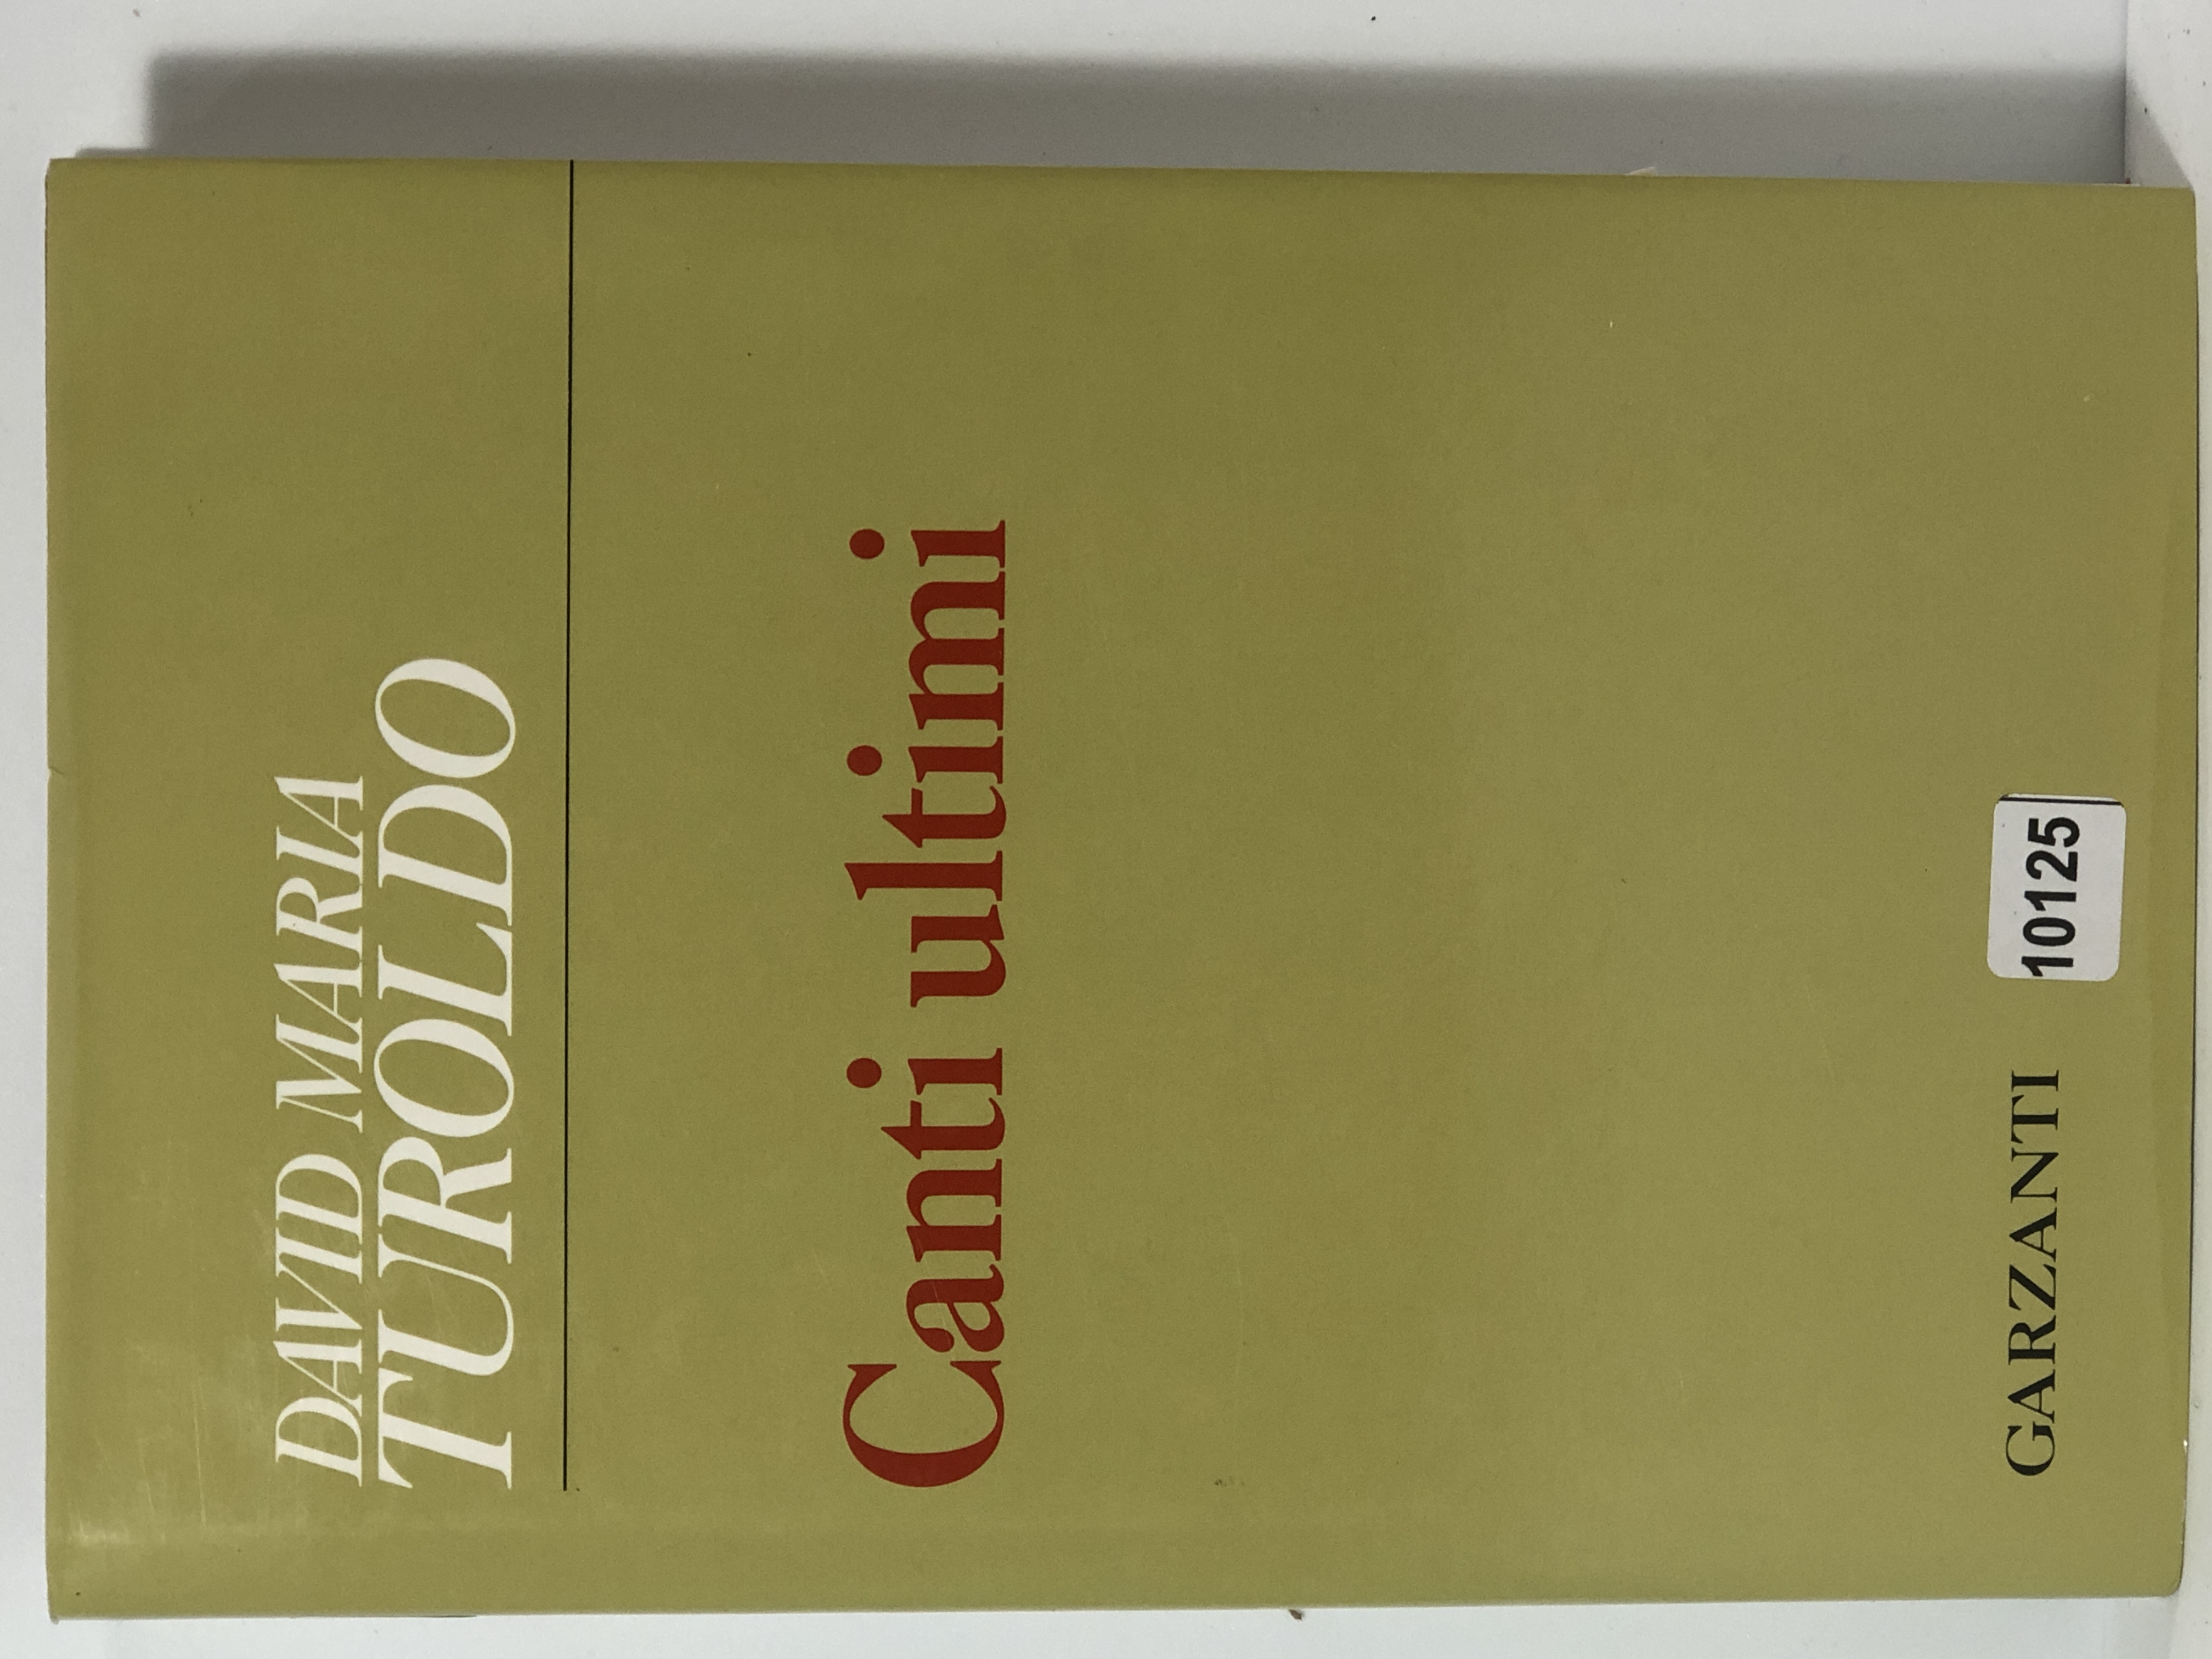 DAVID MARIA
TUROLDO
Canti ultimi
GARZANTI
10125